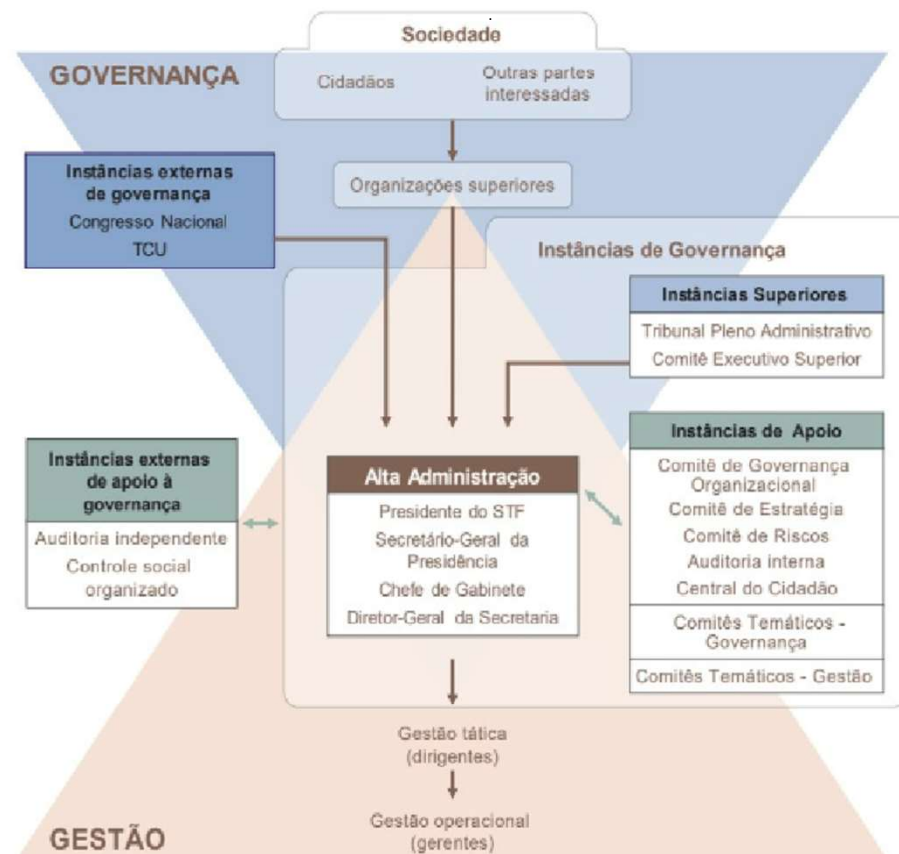 Sociedade
GOVERNANÇA
Cidadãos
Outras partes
interessadas
Instâncias externas
de governança
Congresso Nacional
TCU
Organizações superiores
Instâncias de Governança
Instâncias Superiores
Tribunal Pleno Administrativo
Comitê Executivo Superior
Instâncias externas
de apoio à
governança
Auditoria independente
Controle social
organizado
Alta Administração
Presidente do STF
Secretário-Geral da
Presidência
Chefe de Gabinete
Diretor-Geral da Secretaria
Instâncias de Apoio
Comitê de Governança
Organizacional
Comitê de Estratégia
Comitê de Riscos
Auditoria interna
Central do Cidadão
Comitês Temáticos -
Governança
Comitês Temáticos - Gestão
Gestão tática
(dirigentes)
Gestão operacional
(gerentes)
GESTÃO